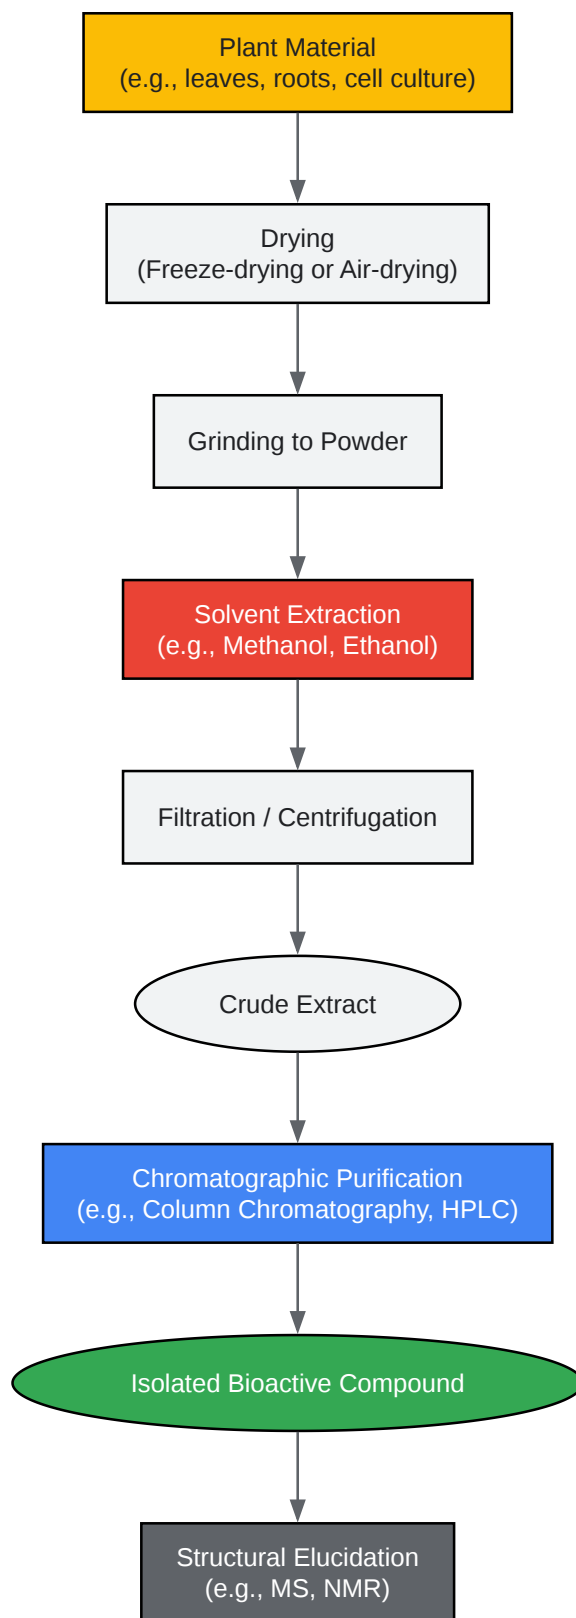 Plant Material
(e.g., leaves, roots, cell culture)
Drying
(Freeze-drying or Air-drying)
Grinding to Powder
Solvent Extraction
(e.g., Methanol, Ethanol)
Filtration / Centrifugation
Crude Extract
Chromatographic Purification
(e.g., Column Chromatography, HPLC)
Isolated Bioactive Compound
Structural Elucidation
(e.g., MS, NMR)